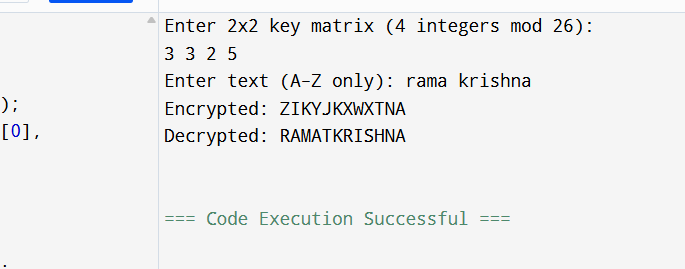 Enter 2x2 key matrix (4 integers mod 26):
3 3 2 5
Enter text (A-Z only): rama krishna
);
Encrypted: ZIKYJKXWXTNA
[0],
Decrypted: RAMATKRISHNA
=== Code Execution Successful ===
.